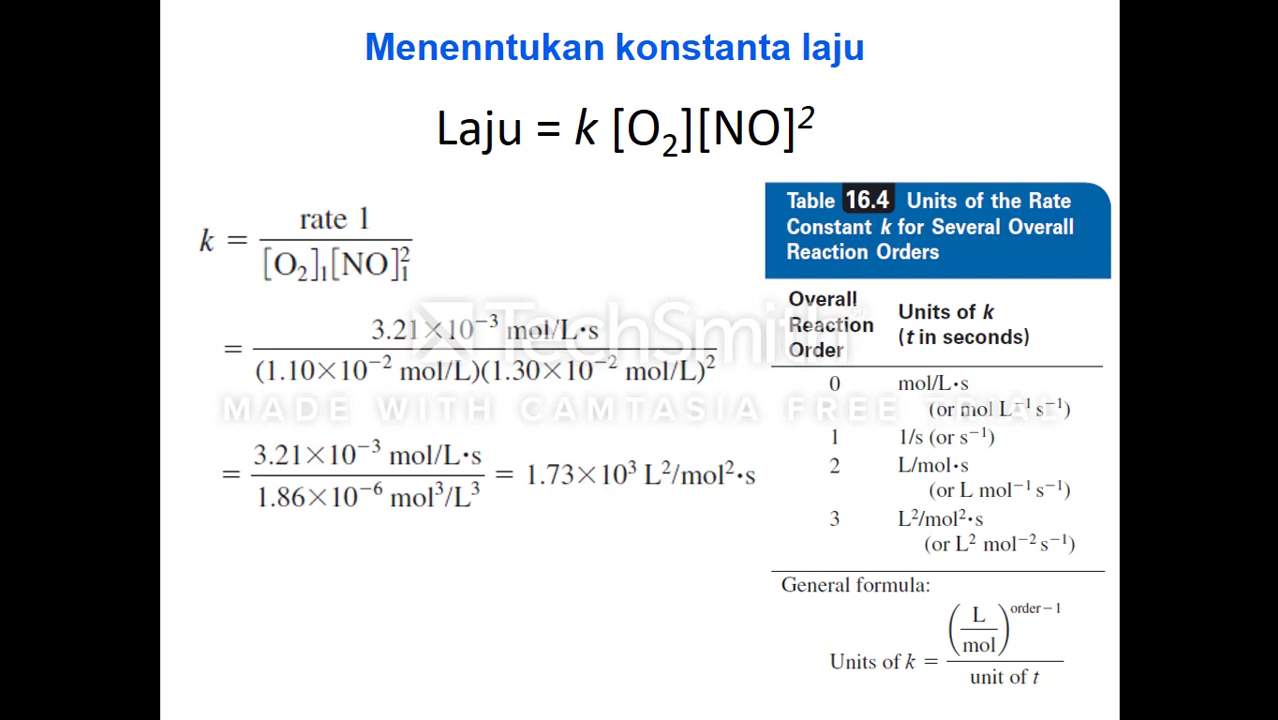 Menenntukan konstanta laju
Laju = k [O₂][NO]²
k = rate 1 / [O₂]₁[NO]₁²
= 3.21×10⁻³ mol/L·s / (1.10×10⁻² mol/L)(1.30×10⁻² mol/L)²
= 3.21×10⁻³ mol/L·s / 1.86×10⁻⁶ mol³/L³ = 1.73×10³ L²/mol²·s
Table 16.4 Units of the Rate
Constant k for Several Overall
Reaction Orders
Overall
Reaction
Order
Units of k
(t in seconds)
0 mol/L·s
(or mol L⁻¹ s⁻¹)
1 1/s (or s⁻¹)
2 L/mol·s
(or L mol⁻¹ s⁻¹)
3 L²/mol²·s
(or L² mol⁻² s⁻¹)
General formula:
Units of k = (L/mol)^(order−1) / unit of t
TechSmith
MADE WITH CAMTASIA FREE TRIAL